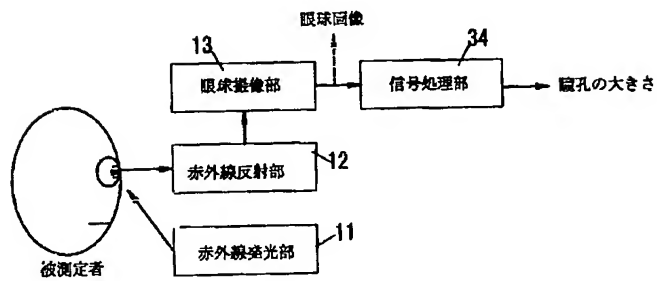 眼球画像
13
34
眼球撮像部
信号処理部
瞳孔の大きさ
赤外線反射部
12
赤外線発光部
11
被測定者